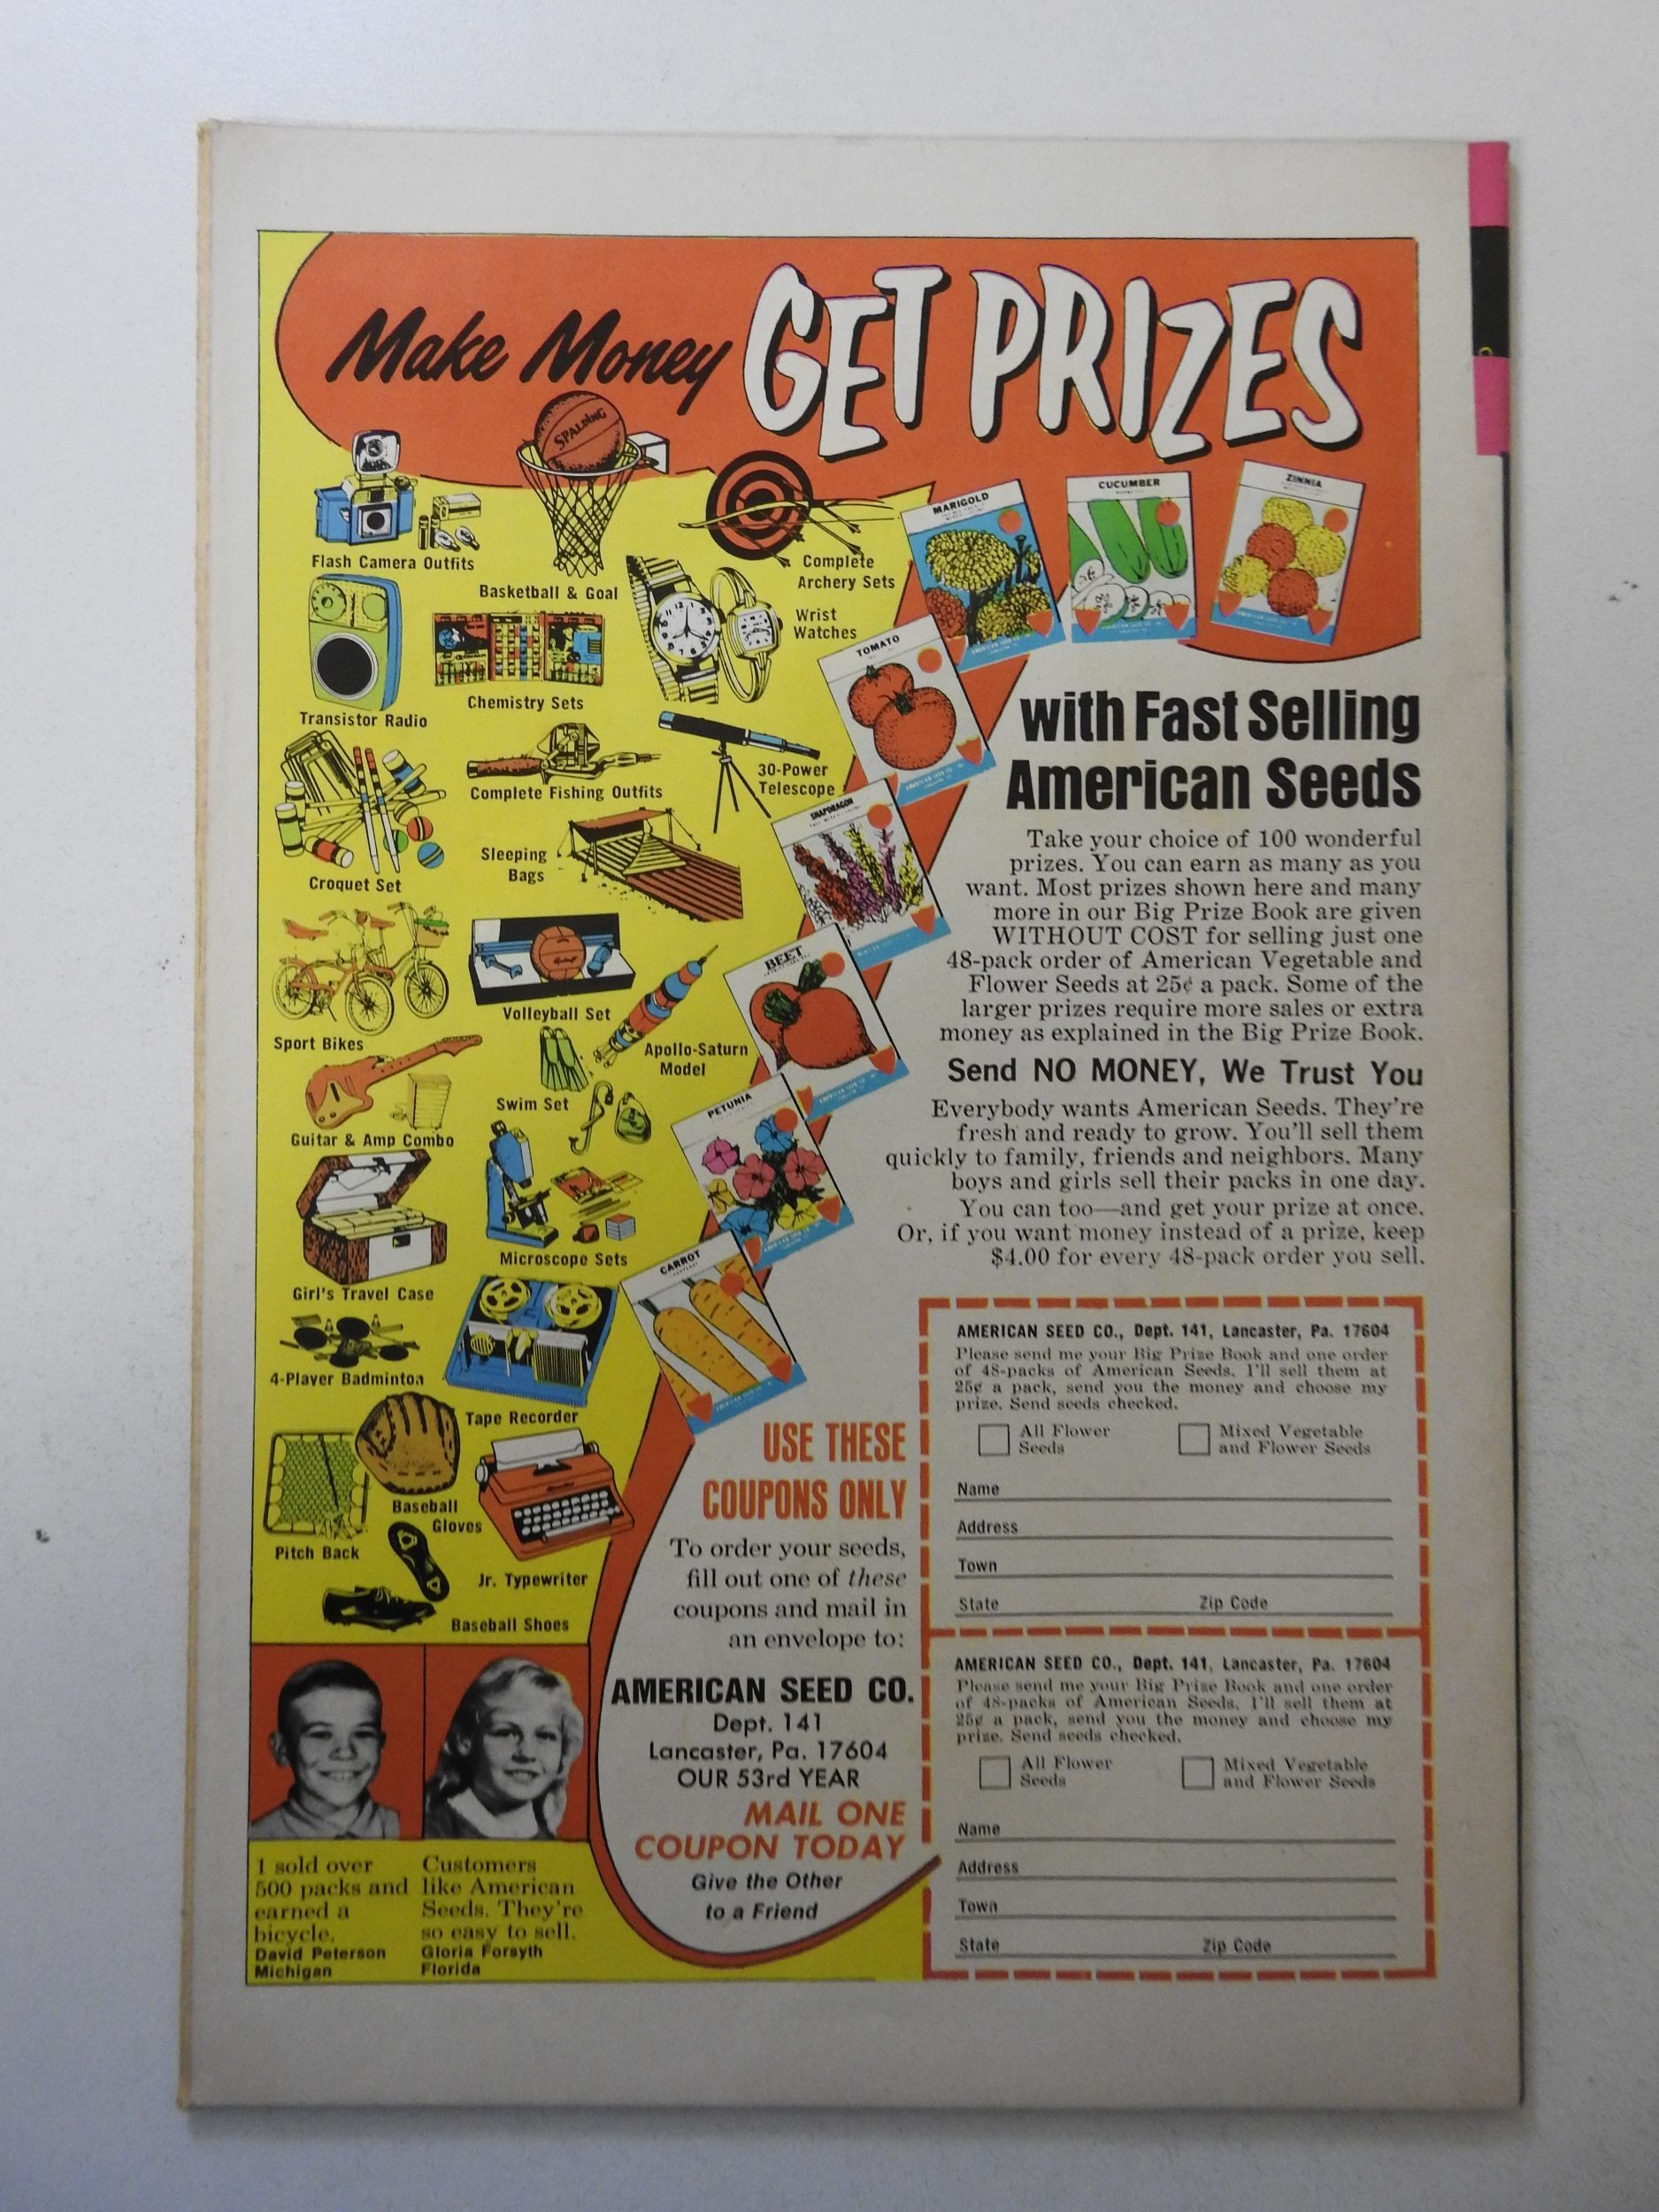 Make Money GET PRIZES
SPALDING
Flash Camera Outfits
Basketball & Goal
Complete
Archery Sets
Wrist
Watches
Transistor Radio
Chemistry Sets
Complete Fishing Outfits
30-Power
Telescope
Croquet Set
Sleeping
Bags
Sport Bikes
Volleyball Set
Apollo-Saturn
Model
Swim Set
Guitar & Amp Combo
Microscope Sets
Girl's Travel Case
4-Player Badminton
Tape Recorder
Baseball
Gloves
Pitch Back
Jr. Typewriter
Baseball Shoes
MARIGOLD
CUCUMBER
ZINNIA
TOMATO
SNAPDRAGON
BEET
PETUNIA
CARROT
with Fast Selling
American Seeds
Take your choice of 100 wonderful
prizes. You can earn as many as you
want. Most prizes shown here and many
more in our Big Prize Book are given
WITHOUT COST for selling just one
48-pack order of American Vegetable and
Flower Seeds at 25¢ a pack. Some of the
larger prizes require more sales or extra
money as explained in the Big Prize Book.
Send NO MONEY, We Trust You
Everybody wants American Seeds. They're
fresh and ready to grow. You'll sell them
quickly to family, friends and neighbors. Many
boys and girls sell their packs in one day.
You can too—and get your prize at once.
Or, if you want money instead of a prize, keep
$4.00 for every 48-pack order you sell.
USE THESE
COUPONS ONLY
To order your seeds,
fill out one of these
coupons and mail in
an envelope to:
AMERICAN SEED CO.
Dept. 141
Lancaster, Pa. 17604
OUR 53rd YEAR
MAIL ONE
COUPON TODAY
Give the Other
to a Friend
AMERICAN SEED CO., Dept. 141, Lancaster, Pa. 17604
Please send me your Big Prize Book and one order
of 48-packs of American Seeds. I'll sell them at
25¢ a pack, send you the money and choose my
prize. Send seeds checked.
All Flower
Seeds
Mixed Vegetable
and Flower Seeds
Name
Address
Town
State Zip Code
AMERICAN SEED CO., Dept. 141, Lancaster, Pa. 17604
Please send me your Big Prize Book and one order
of 48-packs of American Seeds. I'll sell them at
25¢ a pack, send you the money and choose my
prize. Send seeds checked.
All Flower
Seeds
Mixed Vegetable
and Flower Seeds
Name
Address
Town
State Zip Code
I sold over
500 packs and
earned a
bicycle.
David Peterson
Michigan
Customers
like American
Seeds. They're
so easy to sell.
Gloria Forsyth
Florida